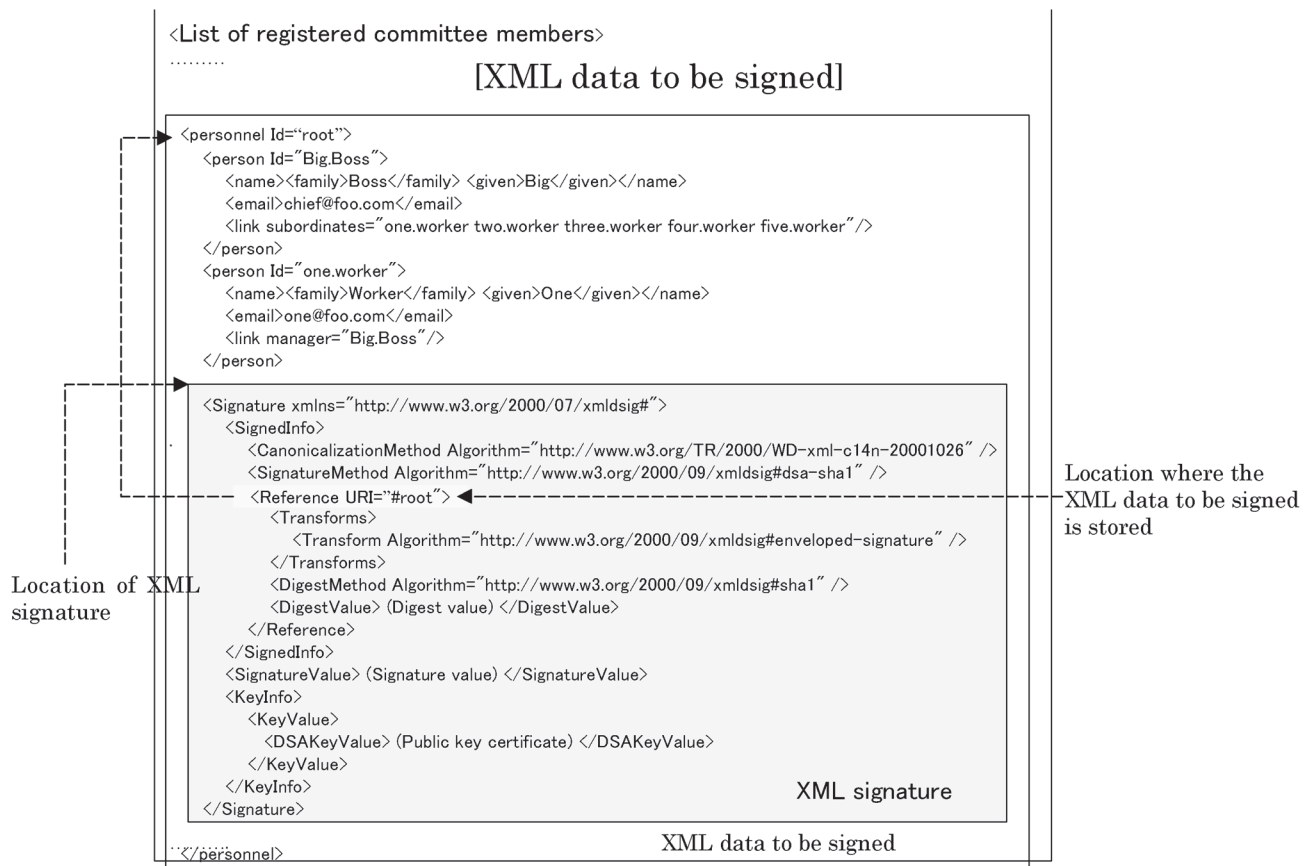 <List of registered committee members>
.........
[XML data to be signed]
<personnel Id=“root”>
<person Id="Big.Boss">
<name><family>Boss</family> <given>Big</given></name>
<email>chief@foo.com</email>
<link subordinates="one.worker two.worker three.worker four.worker five.worker"/>
</person>
<person Id="one.worker">
<name><family>Worker</family> <given>One</given></name>
<email>one@foo.com</email>
<link manager="Big.Boss"/>
</person>
<Signature xmlns="http://www.w3.org/2000/07/xmldsig#">
<SignedInfo>
<CanonicalizationMethod Algorithm="http://www.w3.org/TR/2000/WD-xml-c14n-20001026" />
<SignatureMethod Algorithm="http://www.w3.org/2000/09/xmldsig#dsa-sha1" />
<Reference URI="#root">
<Transforms>
<Transform Algorithm="http://www.w3.org/2000/09/xmldsig#enveloped-signature" />
</Transforms>
<DigestMethod Algorithm="http://www.w3.org/2000/09/xmldsig#sha1" />
<DigestValue> (Digest value) </DigestValue>
</Reference>
</SignedInfo>
<SignatureValue> (Signature value) </SignatureValue>
<KeyInfo>
<KeyValue>
<DSAKeyValue> (Public key certificate) </DSAKeyValue>
</KeyValue>
</KeyInfo>
</Signature>
XML signature
XML data to be signed
.........
</personnel>
Location of XML
signature
Location where the
XML data to be signed
is stored